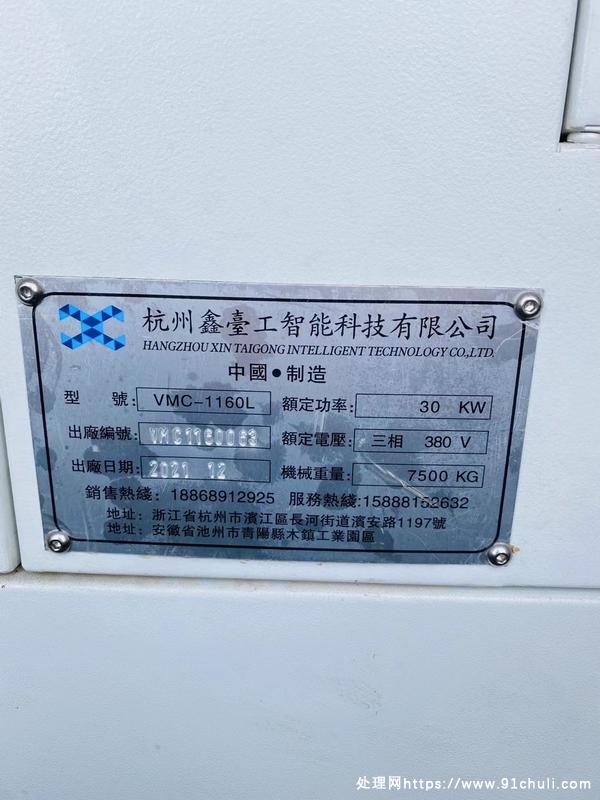 杭州鑫臺工智能科技有限公司
HANGZHOU XIN TAIGONG INTELLIGENT TECHNOLOGY CO.,LTD.
中國●制造
型 號: VMC-1160L 額定功率: 30 KW
出廠編號: VMC1160063 額定電壓: 三相 380 V
出廠日期: 2021 12 機械重量: 7500 KG
銷售熱綫: 18868912925 服務熱綫:15888152632
地址: 浙江省杭州市濱江區長河街道濱安路1197號
地址: 安徽省池州市青陽縣木鎮工業園區
处理网https://www.91chuli.com